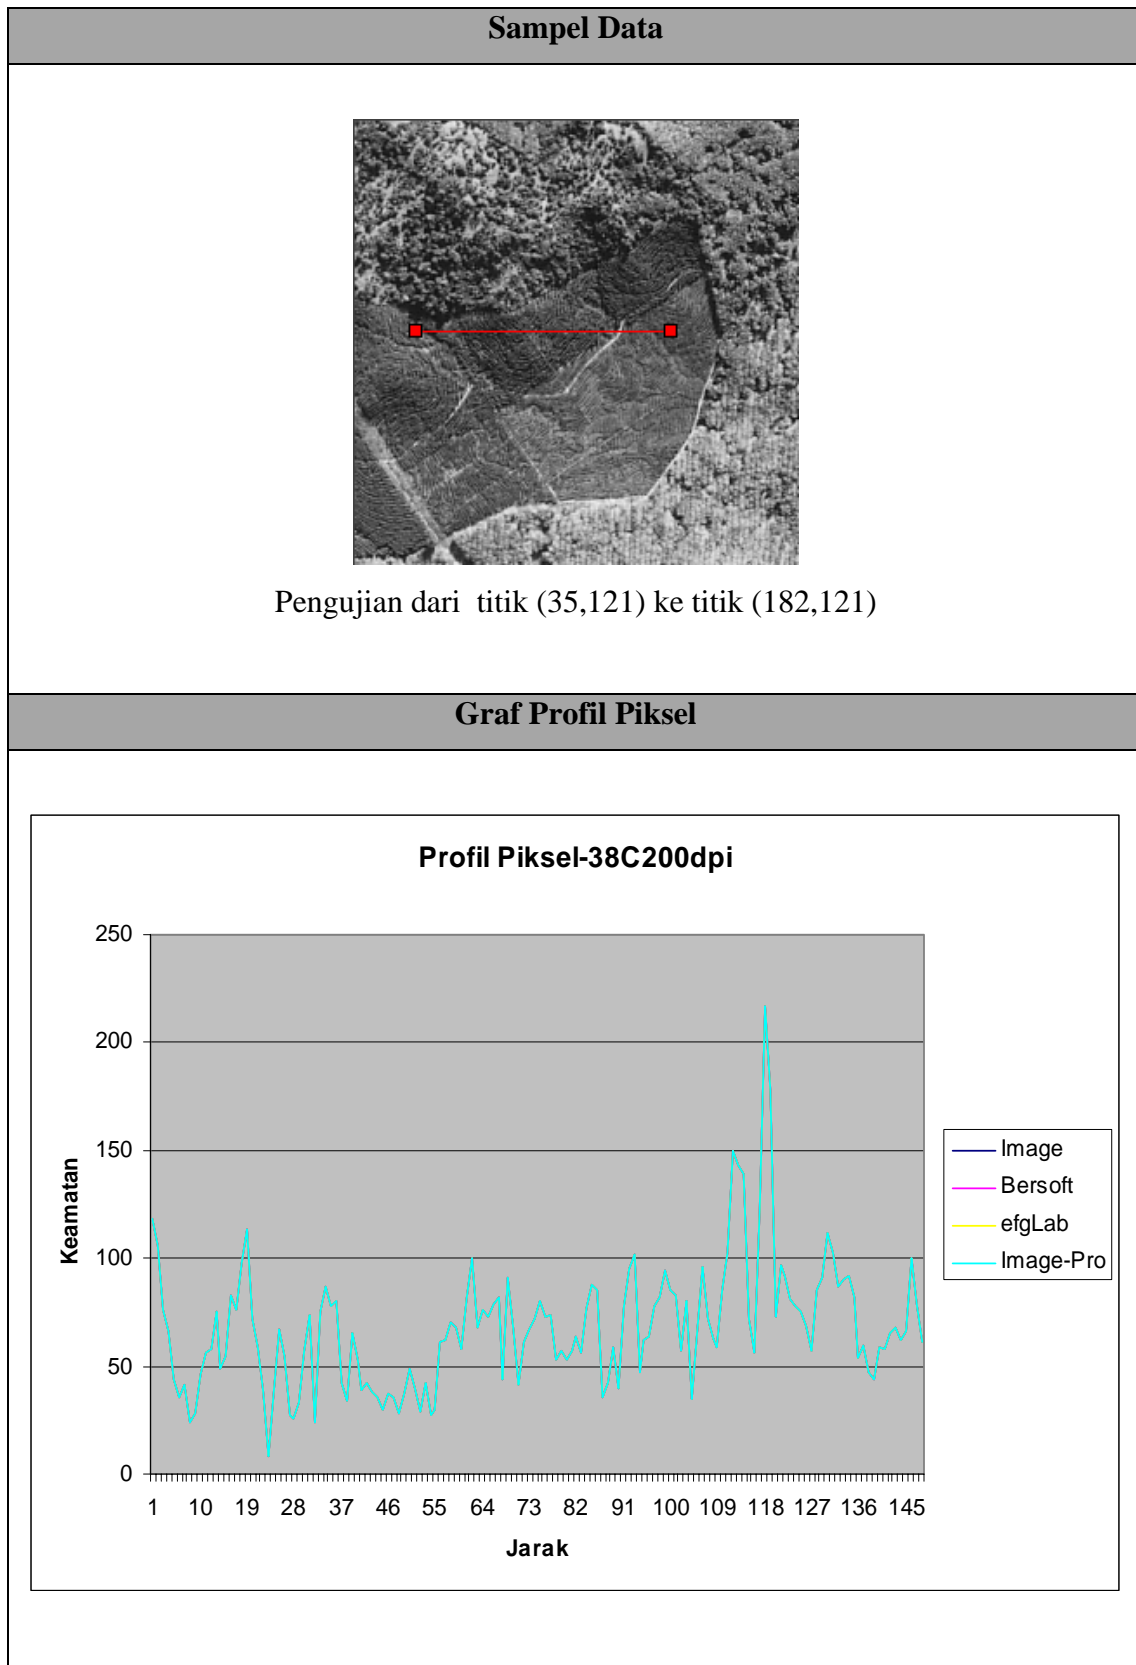 Sampel Data
Pengujian dari  titik (35,121) ke titik (182,121)
Graf Profil Piksel
Profil Piksel-38C200dpi
250
200
150
100
50
0
Keamatan
1 10 19 28 37 46 55 64 73 82 91 100 109 118 127 136 145
Jarak
Image
Bersoft
efgLab
Image-Pro